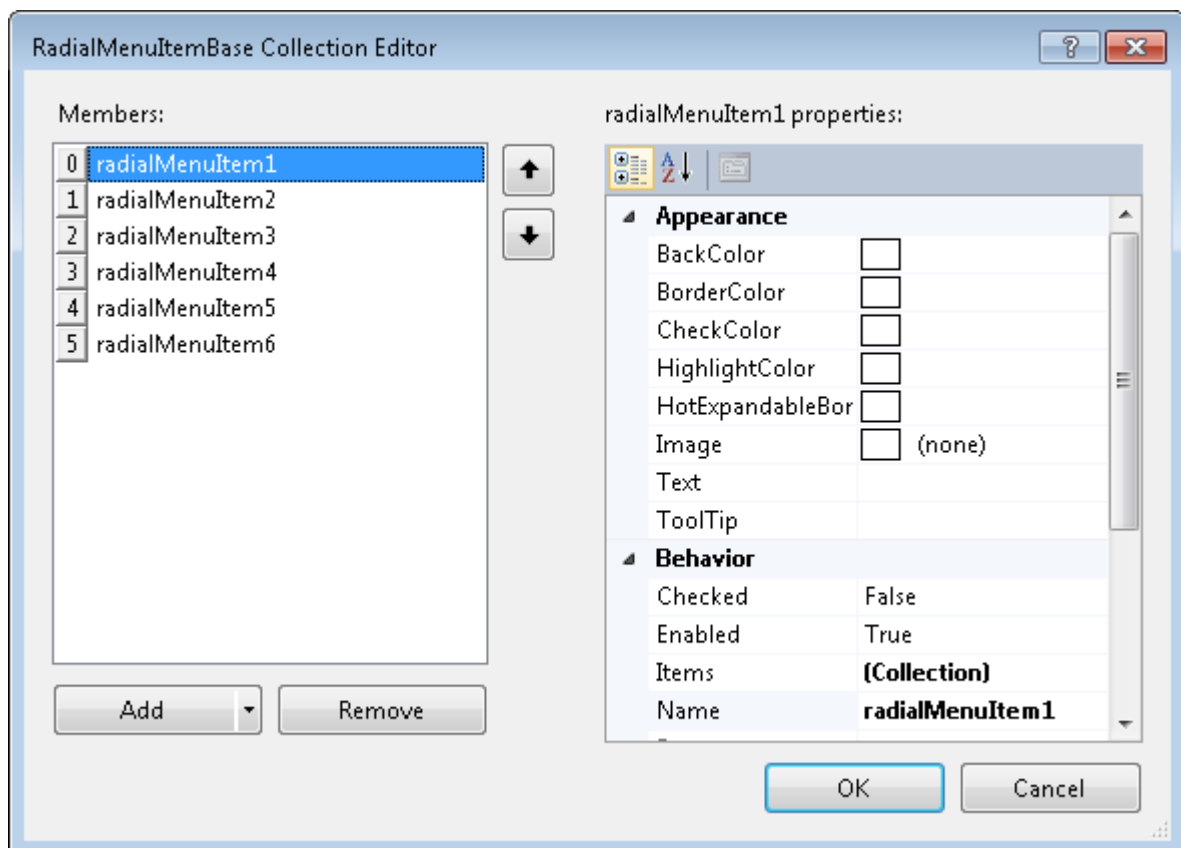 RadialMenuItemBase Collection Editor
Members:
0 radialMenuItem1
1 radialMenuItem2
2 radialMenuItem3
3 radialMenuItem4
4 radialMenuItem5
5 radialMenuItem6
Add
Remove
radialMenuItem1 properties:
Appearance
BackColor
BorderColor
CheckColor
HighlightColor
HotExpandableBor
Image (none)
Text
ToolTip
Behavior
Checked False
Enabled True
Items (Collection)
Name radialMenuItem1
OK
Cancel